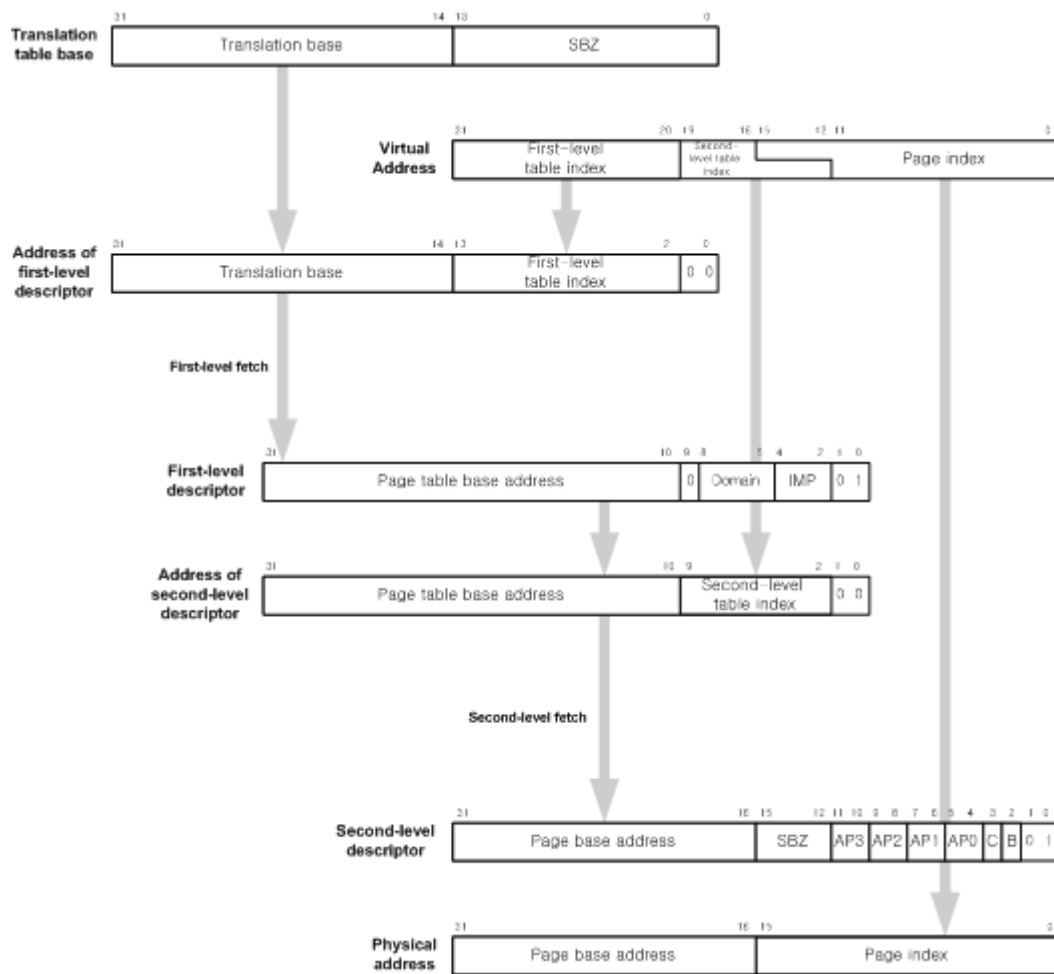 31 14 13 0
Translation
table base
Translation base
SBZ
31 20 19 16 15 12 11 0
Virtual
Address
First-level
table index
Second-
level table
index
Page index
31 14 13 2 0
Address of
first-level
descriptor
Translation base
First-level
table index
0 0
First-level fetch
31 10 9 8 5 4 2 1 0
First-level
descriptor
Page table base address
0
Domain
IMP
0 1
31 10 9 2 1 0
Address of
second-level
descriptor
Page table base address
Second-level
table index
0 0
Second-level fetch
31 16 15 12 11 10 9 8 7 6 5 4 3 2 1 0
Second-level
descriptor
Page base address
SBZ
AP3
AP2
AP1
AP0
C
B
0 1
31 16 15 0
Physical
address
Page base address
Page index